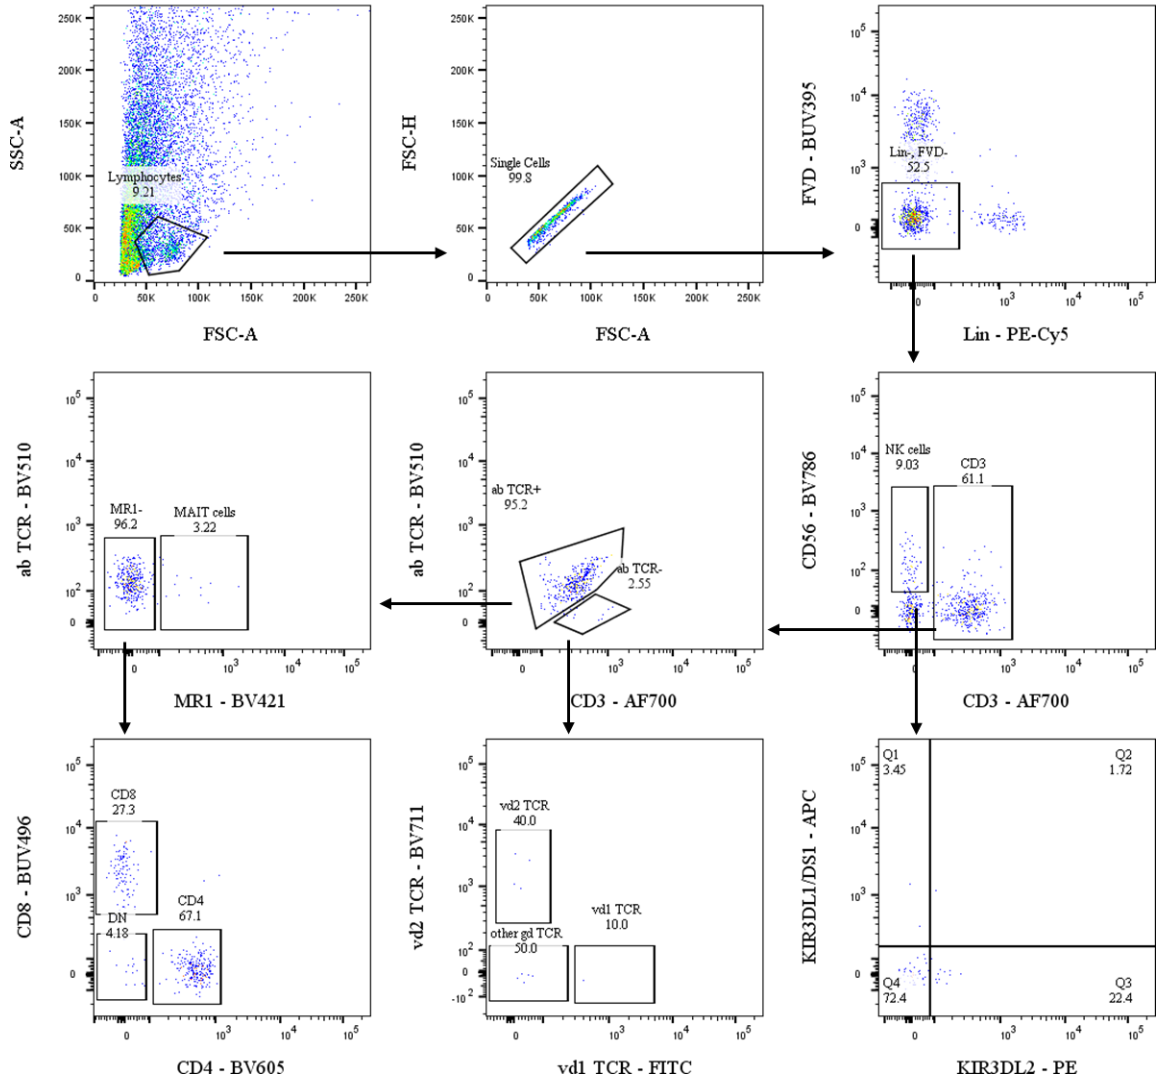 250K
200K
150K
100K
50K
0
SSC-A
Lymphocytes
9.21
0 50K 100K 150K 200K 250K
FSC-A
250K
200K
150K
100K
50K
0
FSC-H
Single Cells
99.8
0 50K 100K 150K 200K 250K
FSC-A
10^5
10^4
10^3
0
FVD - BUV395
Lin-, FVD-
52.5
0 10^3 10^4 10^5
Lin - PE-Cy5
10^5
10^4
10^3
10^2
0
ab TCR - BV510
MR1-
96.2
MAIT cells
3.22
0 10^3 10^4 10^5
MR1 - BV421
10^5
10^4
10^3
10^2
0
ab TCR - BV510
ab TCR+
95.2
ab TCR-
2.55
0 10^3 10^4 10^5
CD3 - AF700
10^5
10^4
10^3
10^2
0
CD56 - BV786
NK cells
9.03
CD3
61.1
0 10^3 10^4 10^5
CD3 - AF700
10^5
10^4
10^3
0
CD8 - BUV496
CD8
27.3
DN
4.18
CD4
67.1
0 10^3 10^4 10^5
CD4 - BV605
10^5
10^4
10^3
10^2
0
-10^2
vd2 TCR - BV711
vd2 TCR
40.0
other gd TCR
50.0
vd1 TCR
10.0
0 10^3 10^4 10^5
vd1 TCR - FITC
10^5
10^4
10^3
0
KIR3DL1/DS1 - APC
Q1
3.45
Q2
1.72
Q4
72.4
Q3
22.4
0 10^3 10^4 10^5
KIR3DL2 - PE